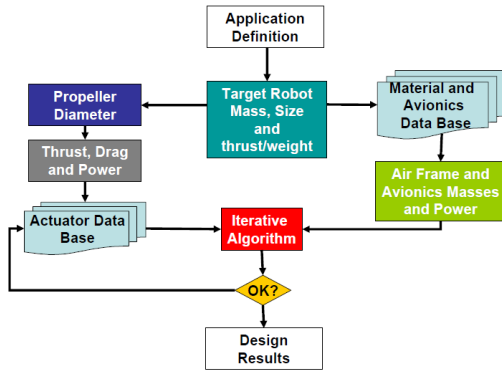 Application
Definition
Propeller
Diameter
Target Robot
Mass, Size
and
thrust/weight
Material and
Avionics
Data Base
Thrust, Drag
and Power
Air Frame and
Avionics Masses
and Power
Actuator Data
Base
Iterative
Algorithm
OK?
Design
Results